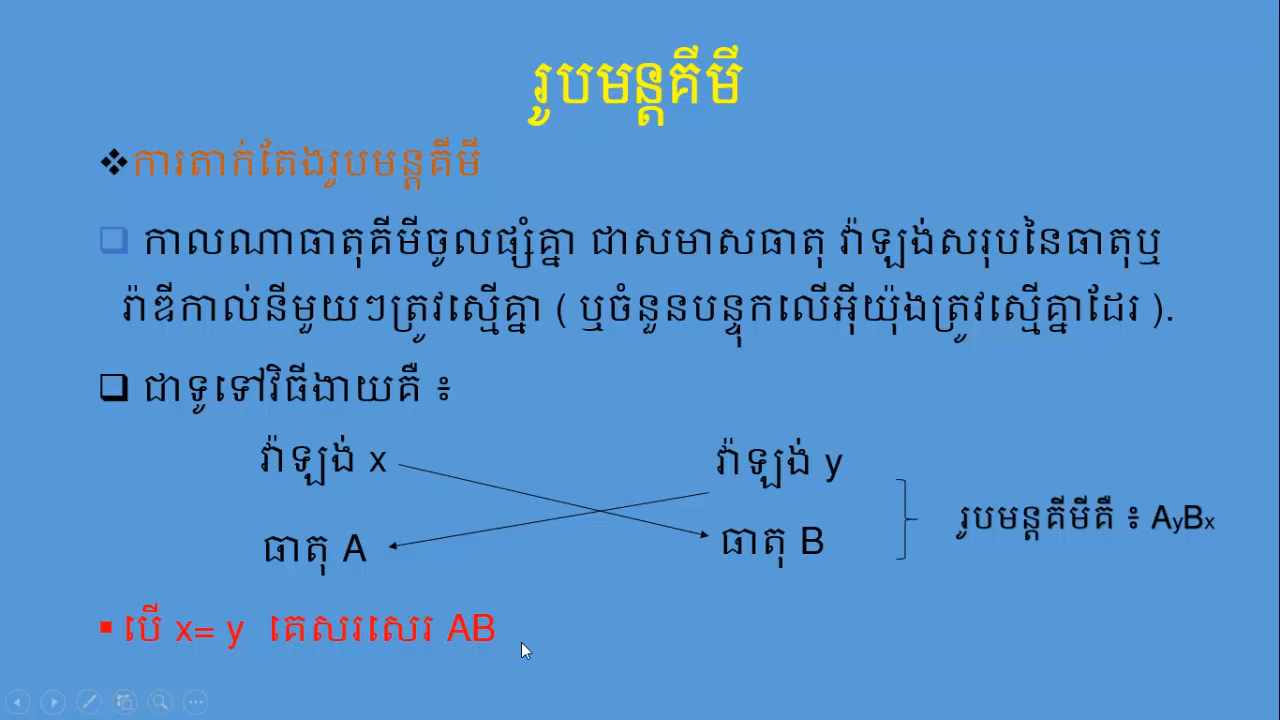 រូបមន្តគីមី
❖ការតាក់តែងរូបមន្តគីមី
❑ កាលណាធាតុគីមីចូលផ្សំគ្នា ជាសមាសធាតុ វ៉ាឡង់សរុបនៃធាតុឬ
រ៉ាឌីកាល់នីមួយៗត្រូវស្មើគ្នា ( ឬចំនួនបន្ទុកលើអ៊ីយ៉ុងត្រូវស្មើគ្នាដែរ ).
❑ ជាទូទៅវិធីងាយគឺ ៖
វ៉ាឡង់ x វ៉ាឡង់ y
ធាតុ A ធាតុ B
រូបមន្តគីមីគឺ ៖ AyBx
▪ បើ x= y គេសរសេរ AB